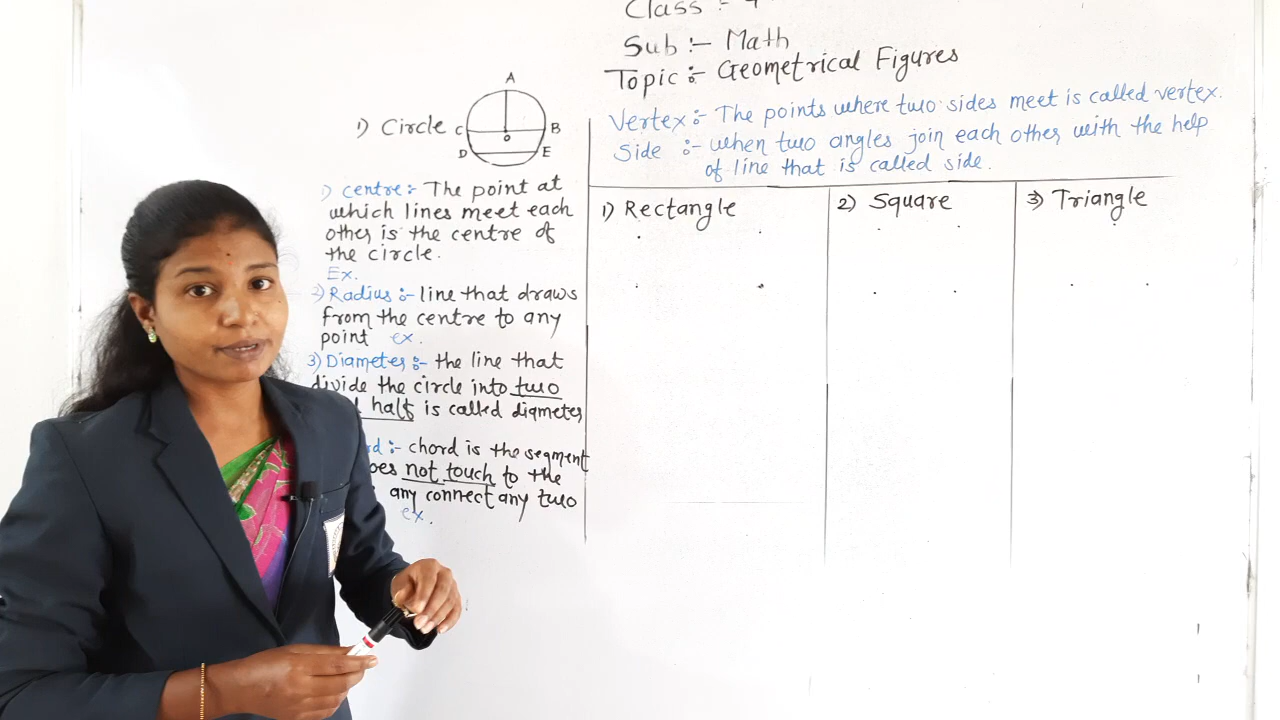 Class :-
Sub :- Math
Topic :- Geometrical Figures
Vertex :- The points where two sides meet is called vertex.
Side :- when two angles join each other with the help
of line that is called side.
1) Circle
A
C
B
O
D
E
1) centre :- The point at
which lines meet each
other is the centre of
the circle.
Ex.
2) Radius :- line that draws
from the centre to any
point ex.
3) Diameter :- the line that
divide the circle into two
half is called diameter
:- chord is the segment
not touch to the
any connect any two
ex.
1) Rectangle
2) Square
3) Triangle